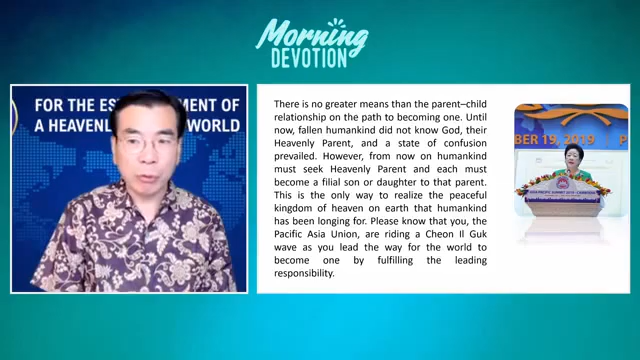 Morning
DEVOTION
FOR THE ES MENT OF
A HEAVENL WORLD
There is no greater means than the parent–child
relationship on the path to becoming one. Until
now, fallen humankind did not know God, their
Heavenly Parent, and a state of confusion
prevailed. However, from now on humankind
must seek Heavenly Parent and each must
become a filial son or daughter to that parent.
This is the only way to realize the peaceful
kingdom of heaven on earth that humankind
has been longing for. Please know that you, the
Pacific Asia Union, are riding a Cheon Il Guk
wave as you lead the way for the world to
become one by fulfilling the leading
responsibility.
BER 19, 2019